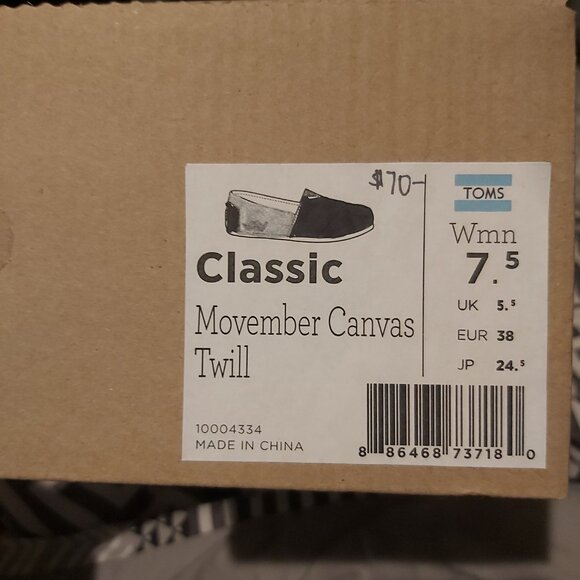 $70-
TOMS
Classic
Movember Canvas
Twill
10004334
MADE IN CHINA
Wmn
7.5
UK 5.5
EUR 38
JP 24.5
8 86468 73718 0